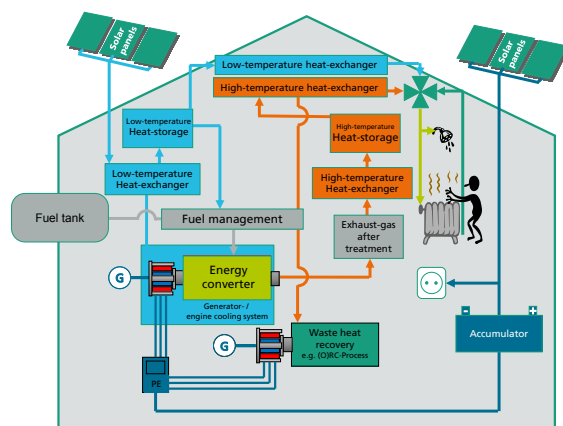 Solar
panels
Solar
panels
Low-temperature heat-exchanger
High-temperature heat-exchanger
Low-temperature
Heat-storage
High-temperature
Heat-storage
Low-temperature
Heat-exchanger
High-temperature
Heat-exchanger
Fuel tank
Fuel management
Exhaust-gas
after
treatment
G
Energy
converter
Generator- /
engine cooling system
G
Waste heat
recovery
e.g. (O)RC-Process
Accumulator
PE